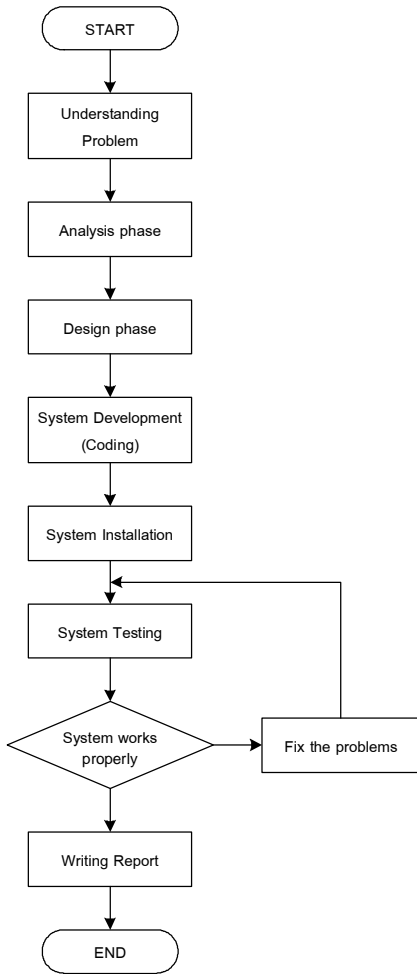 START
Understanding
Problem
Analysis phase
Design phase
System Development
(Coding)
System Installation
System Testing
System works
properly
Fix the problems
Writing Report
END